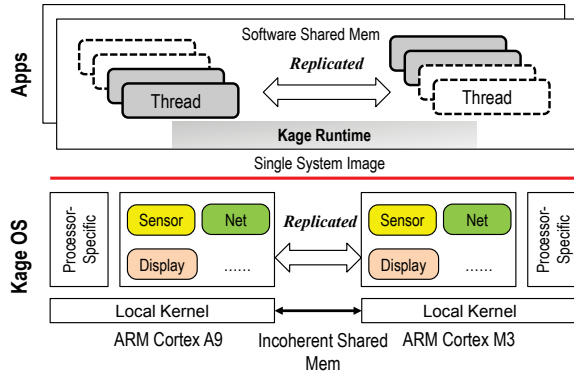 Apps
Software Shared Mem
Replicated
Thread
Thread
Kage Runtime
Single System Image
Kage OS
Processor-
Specific
Sensor
Net
Display
......
Replicated
Sensor
Net
Display
......
Processor-
Specific
Local Kernel
Local Kernel
ARM Cortex A9
Incoherent Shared
Mem
ARM Cortex M3